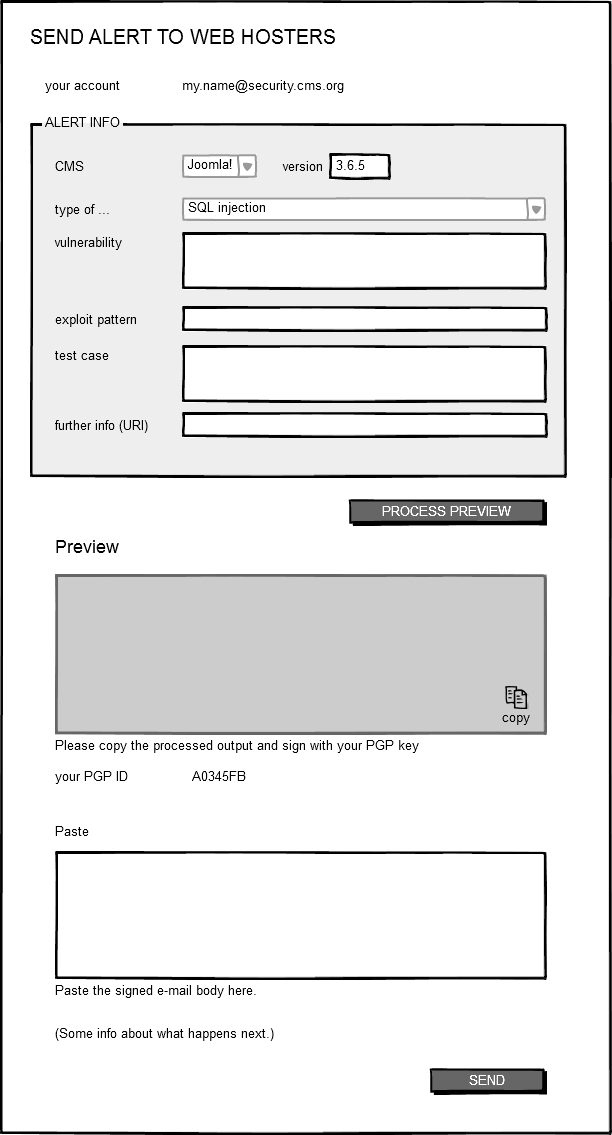 SEND ALERT TO WEB HOSTERS
your account my.name@security.cms.org
ALERT INFO
CMS Joomla! version 3.6.5
type of ... SQL injection
vulnerability
exploit pattern
test case
further info (URI)
PROCESS PREVIEW
Preview
copy
Please copy the processed output and sign with your PGP key
your PGP ID A0345FB
Paste
Paste the signed e-mail body here.
(Some info about what happens next.)
SEND